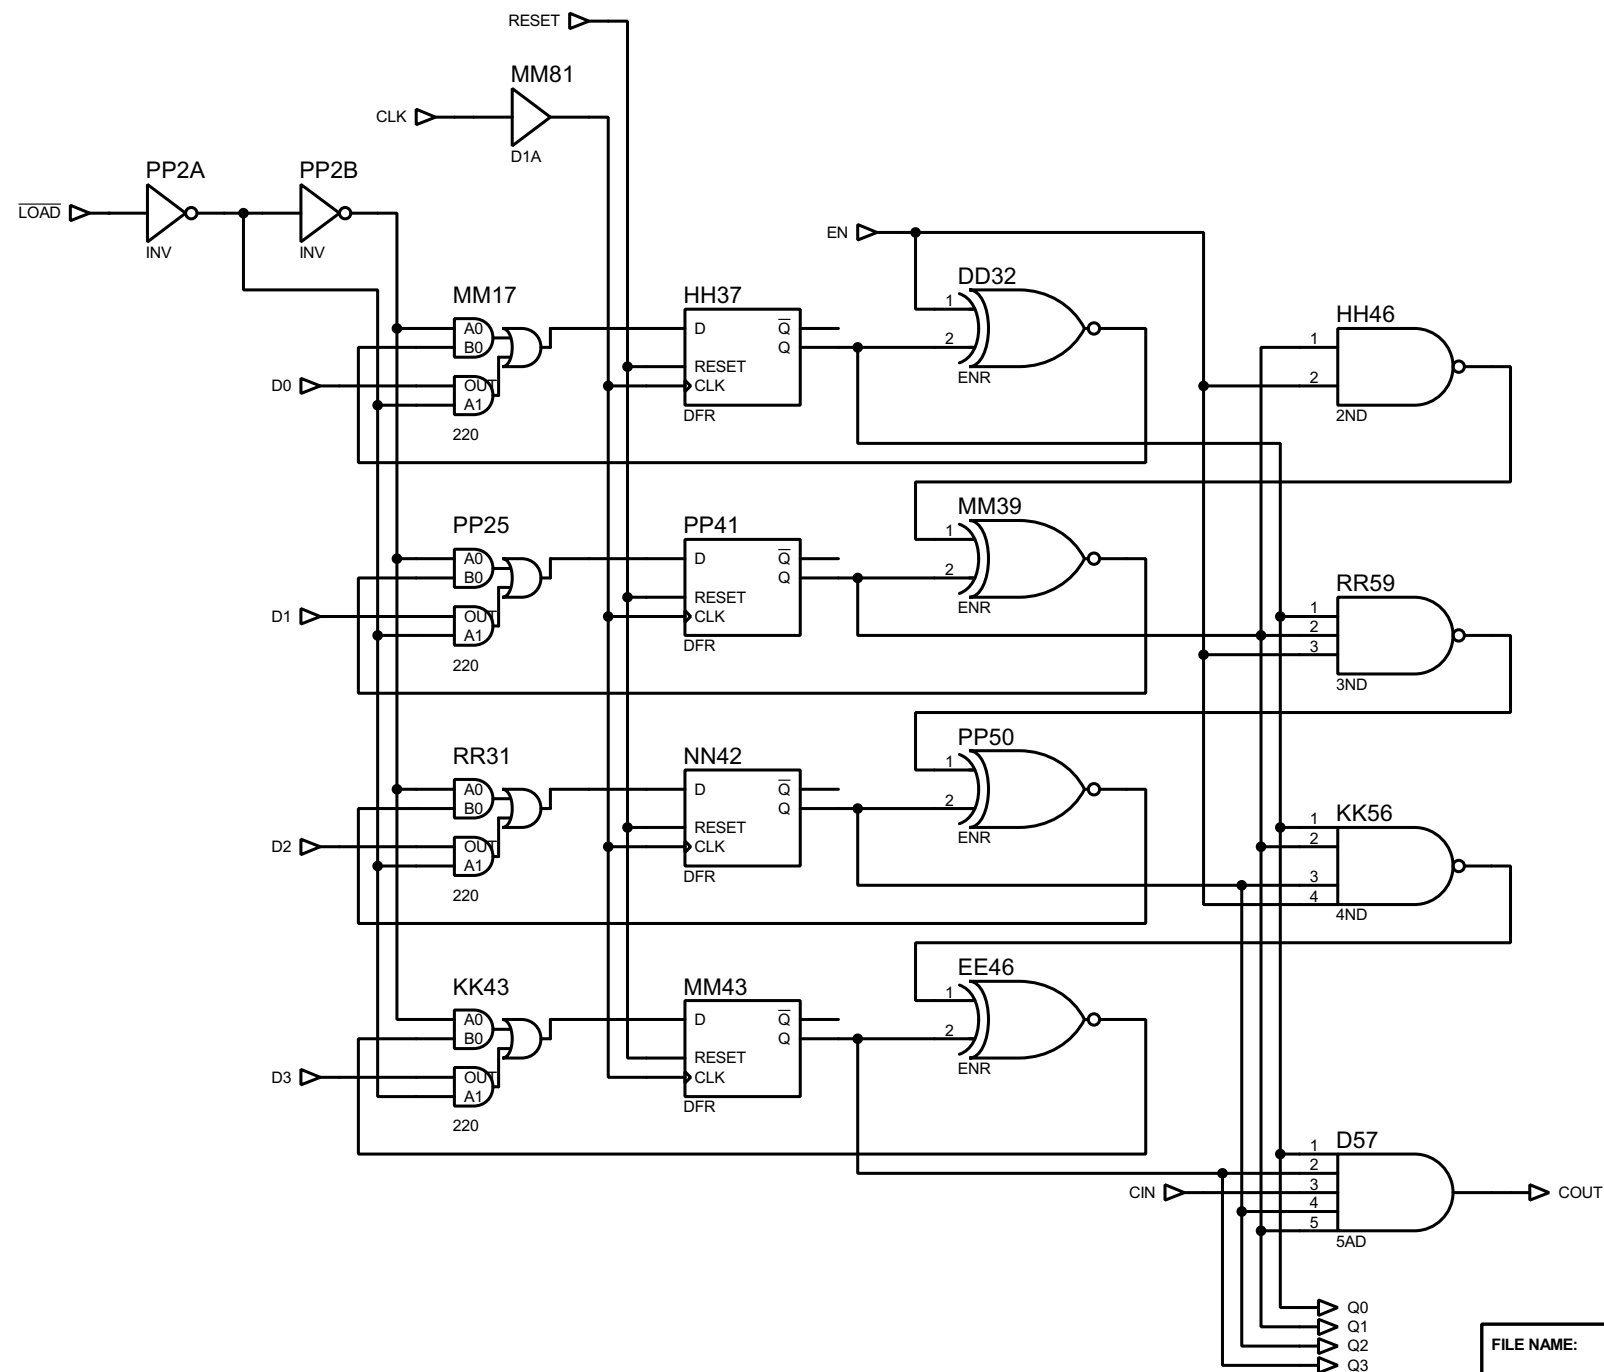 RESET
MM81
CLK
D1A
PP2A
PP2B
LOAD
INV
INV
EN
MM17
HH37
DD32
HH46
A0
B0
OUT
A1
220
D0
D
Q
Q
RESET
CLK
DFR
1
2
ENR
1
2
2ND
PP25
PP41
MM39
RR59
A0
B0
OUT
A1
220
D1
D
Q
Q
RESET
CLK
DFR
1
2
ENR
1
2
3
3ND
RR31
NN42
PP50
KK56
A0
B0
OUT
A1
220
D2
D
Q
Q
RESET
CLK
DFR
1
2
ENR
1
2
3
4
4ND
KK43
MM43
EE46
A0
B0
OUT
A1
220
D3
D
Q
Q
RESET
CLK
DFR
1
2
ENR
D57
1
2
3
4
5
5AD
CIN
COUT
Q0
Q1
Q2
Q3
FILE NAME: